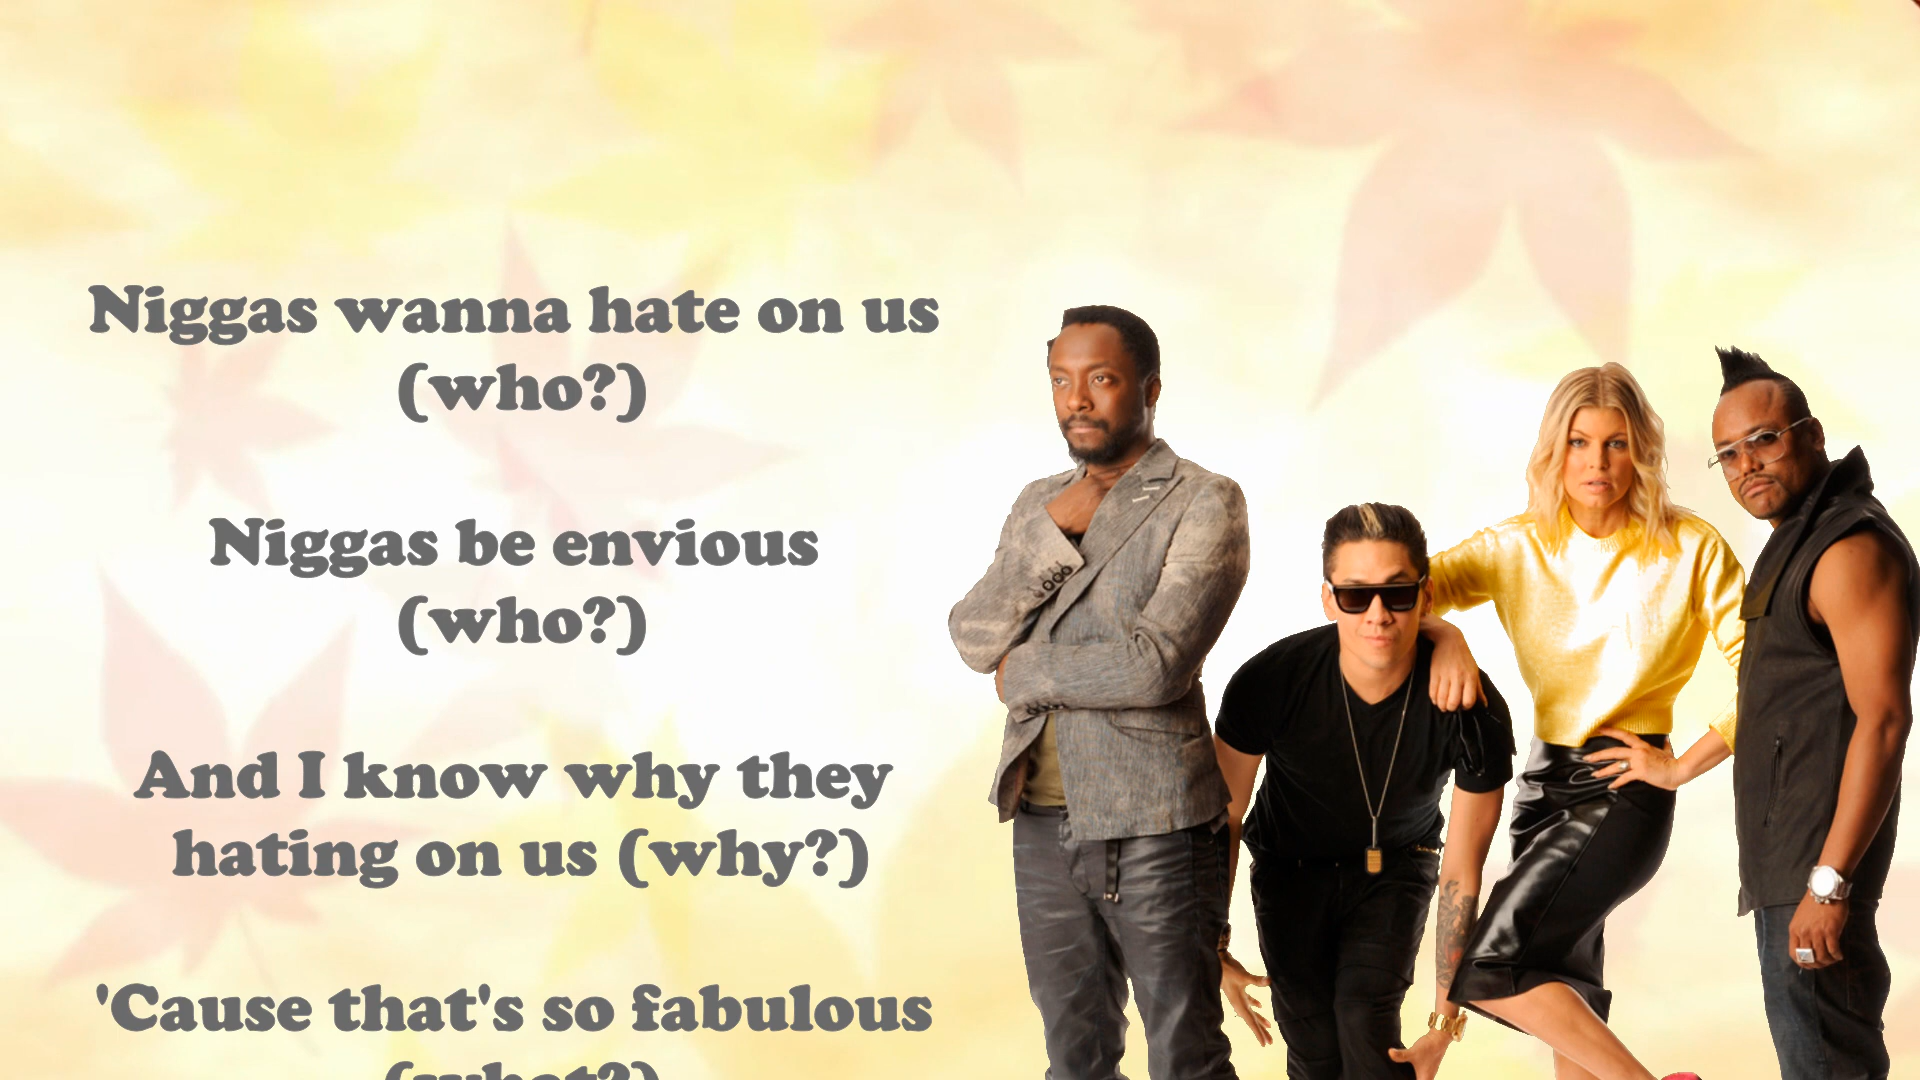 Niggas wanna hate on us
(who?)
Niggas be envious
(who?)
And I know why they
hating on us (why?)
'Cause that's so fabulous
(what?)